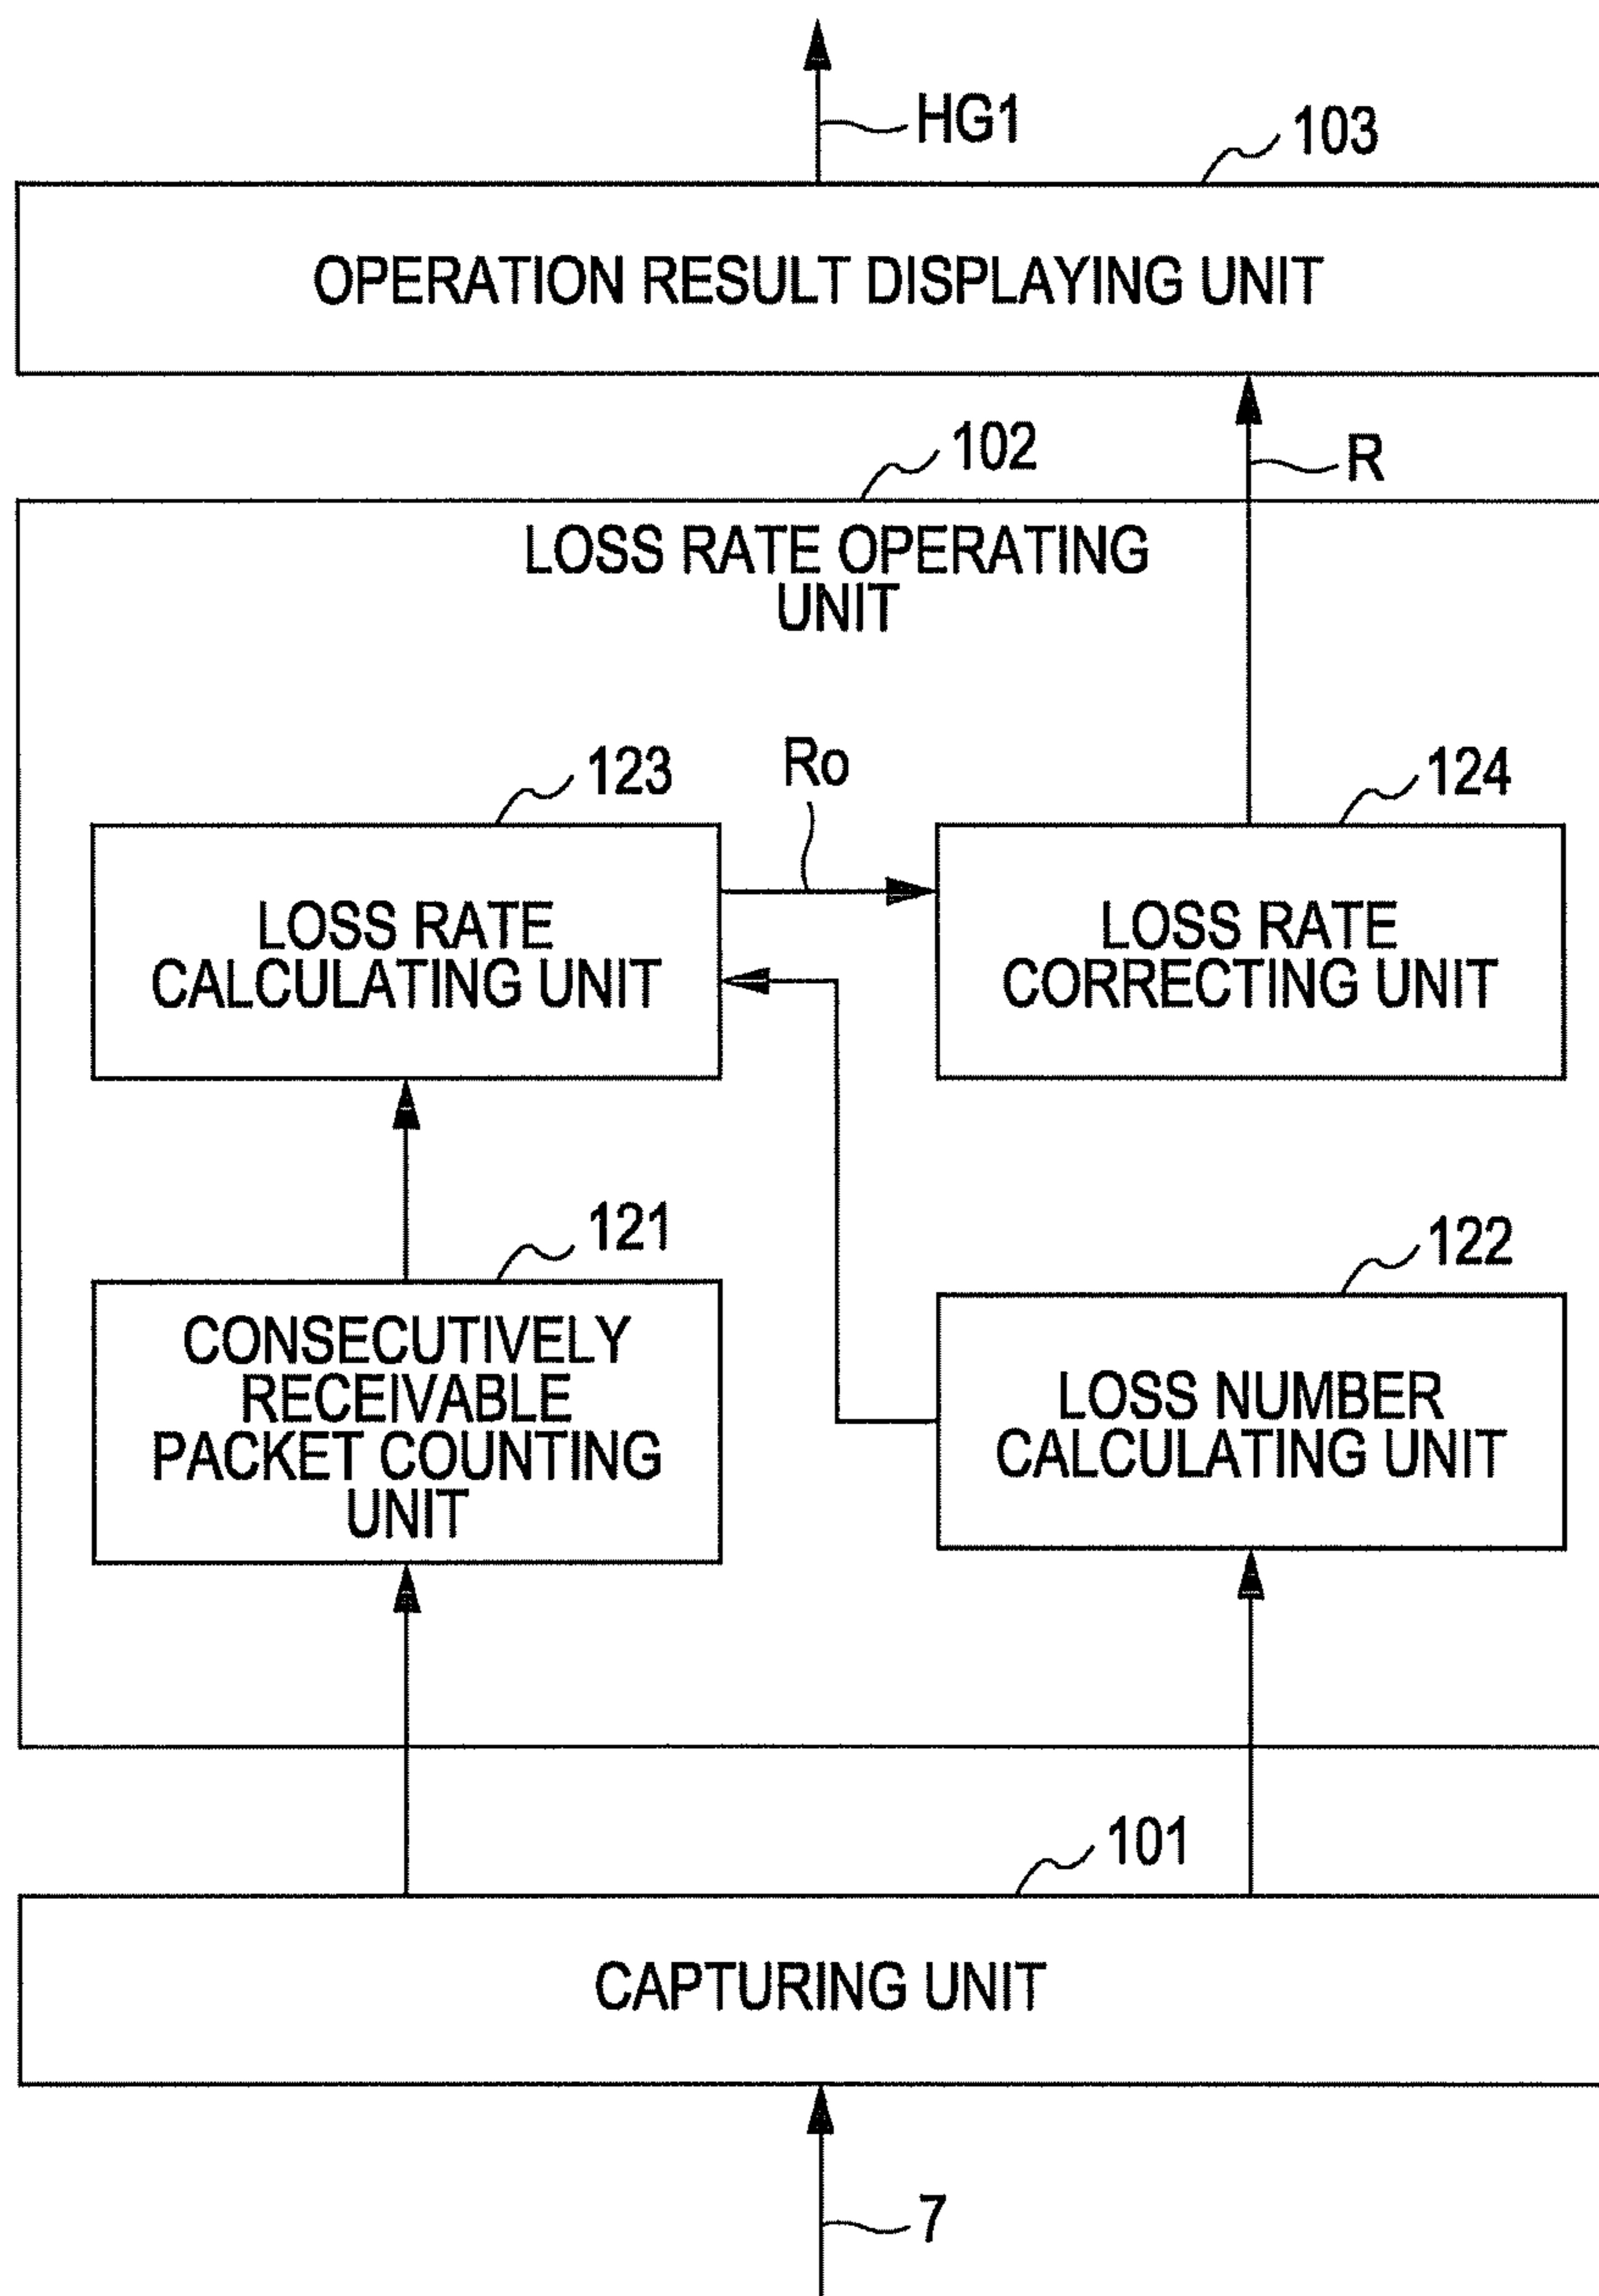 HG1
103
OPERATION RESULT DISPLAYING UNIT
102
R
LOSS RATE OPERATING
UNIT
123
Ro
124
LOSS RATE
CALCULATING UNIT
LOSS RATE
CORRECTING UNIT
121
122
CONSECUTIVELY
RECEIVABLE
PACKET COUNTING
UNIT
LOSS NUMBER
CALCULATING UNIT
101
CAPTURING UNIT
7